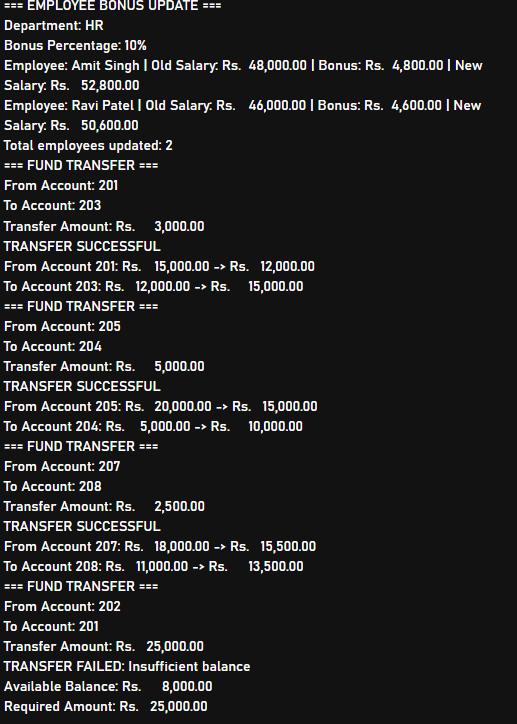 === EMPLOYEE BONUS UPDATE ===
Department: HR
Bonus Percentage: 10%
Employee: Amit Singh | Old Salary: Rs. 48,000.00 | Bonus: Rs. 4,800.00 | New
Salary: Rs. 52,800.00
Employee: Ravi Patel | Old Salary: Rs. 46,000.00 | Bonus: Rs. 4,600.00 | New
Salary: Rs. 50,600.00
Total employees updated: 2
=== FUND TRANSFER ===
From Account: 201
To Account: 203
Transfer Amount: Rs. 3,000.00
TRANSFER SUCCESSFUL
From Account 201: Rs. 15,000.00 -> Rs. 12,000.00
To Account 203: Rs. 12,000.00 -> Rs. 15,000.00
=== FUND TRANSFER ===
From Account: 205
To Account: 204
Transfer Amount: Rs. 5,000.00
TRANSFER SUCCESSFUL
From Account 205: Rs. 20,000.00 -> Rs. 15,000.00
To Account 204: Rs. 5,000.00 -> Rs. 10,000.00
=== FUND TRANSFER ===
From Account: 207
To Account: 208
Transfer Amount: Rs. 2,500.00
TRANSFER SUCCESSFUL
From Account 207: Rs. 18,000.00 -> Rs. 15,500.00
To Account 208: Rs. 11,000.00 -> Rs. 13,500.00
=== FUND TRANSFER ===
From Account: 202
To Account: 201
Transfer Amount: Rs. 25,000.00
TRANSFER FAILED: Insufficient balance
Available Balance: Rs. 8,000.00
Required Amount: Rs. 25,000.00